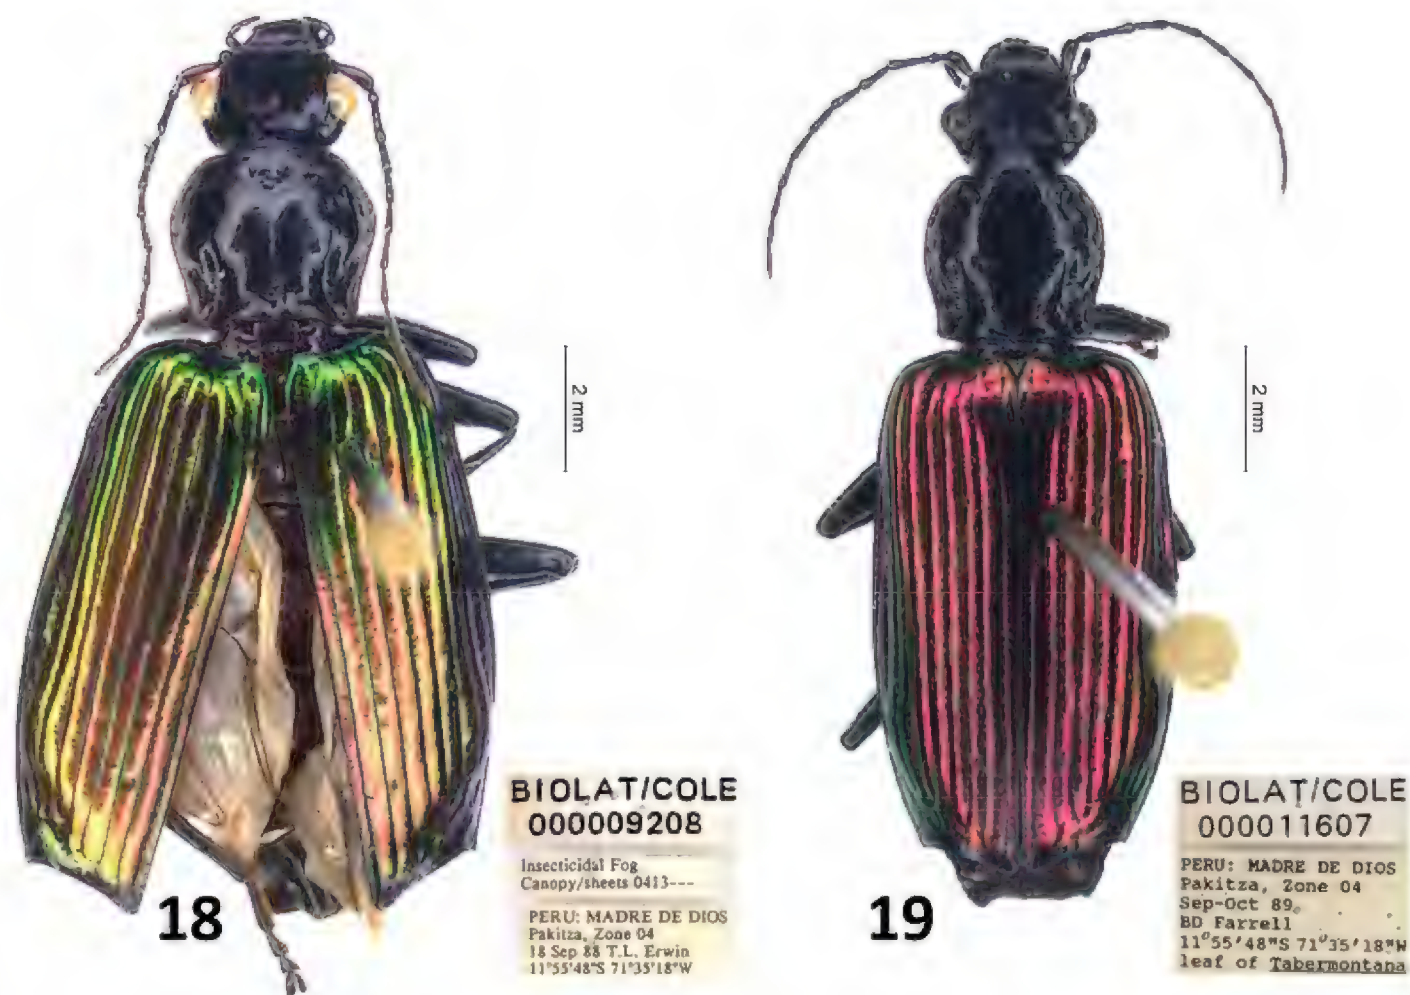 2 mm
BIOLAT/COLE
000009208
Insecticidal Fog
Canopy/sheets 0413---
PERU: MADRE DE DIOS
Pakitza, Zone 04
18 Sep 88 T.L. Erwin
11°55'48"S 71°35'18"W
18
2 mm
BIOLAT/COLE
000011607
PERU: MADRE DE DIOS
Pakitza, Zone 04
Sep-Oct 89
BD Farrell
11°55'48"S 71°35'18"W
leaf of Tabermontana
19